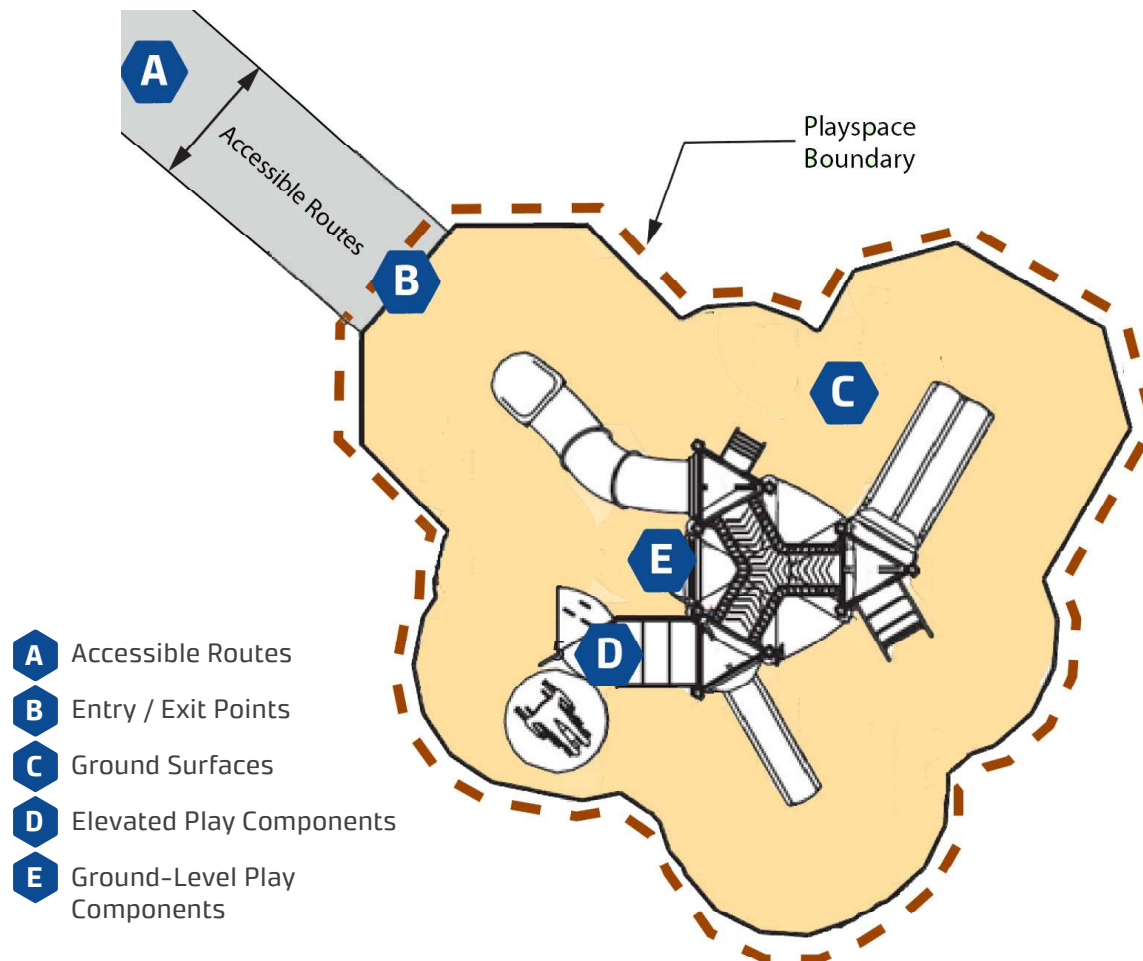 A
Accessible Routes
Playspace
Boundary
B
C
E
D
A Accessible Routes
B Entry / Exit Points
C Ground Surfaces
D Elevated Play Components
E Ground-Level Play
Components